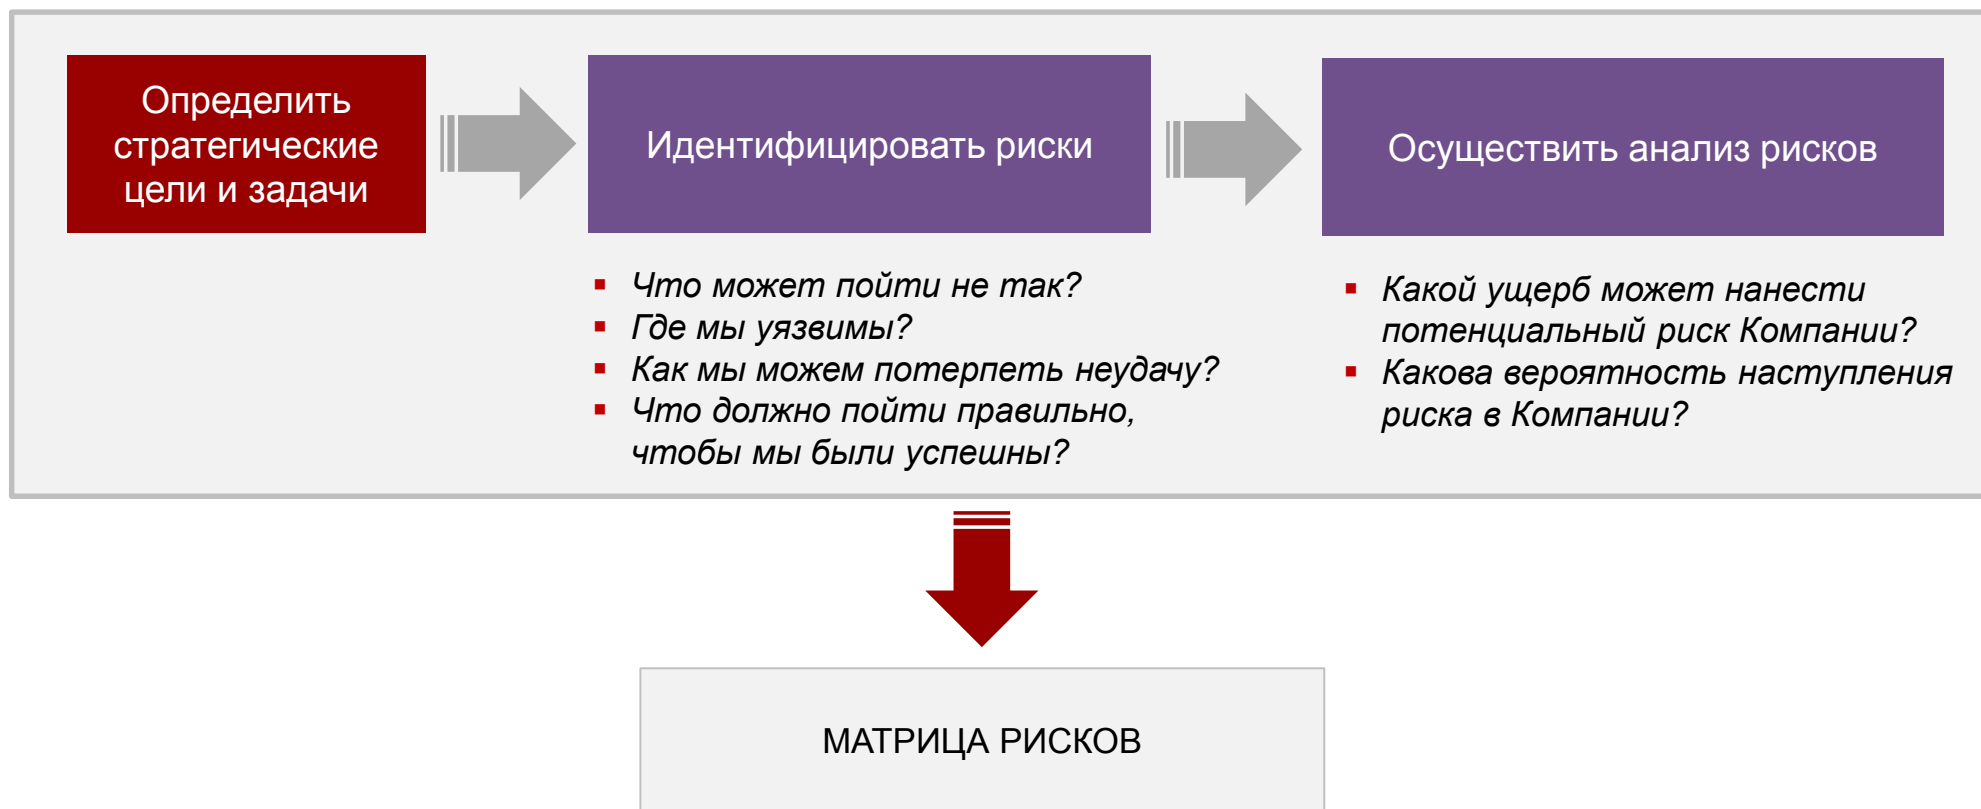 Определить
стратегические
цели и задачи
Идентифицировать риски
Осуществить анализ рисков
Что может пойти не так?
Где мы уязвимы?
Как мы можем потерпеть неудачу?
Что должно пойти правильно,
чтобы мы были успешны?
Какой ущерб может нанести
потенциальный риск Компании?
Какова вероятность наступления
риска в Компании?
МАТРИЦА РИСКОВ